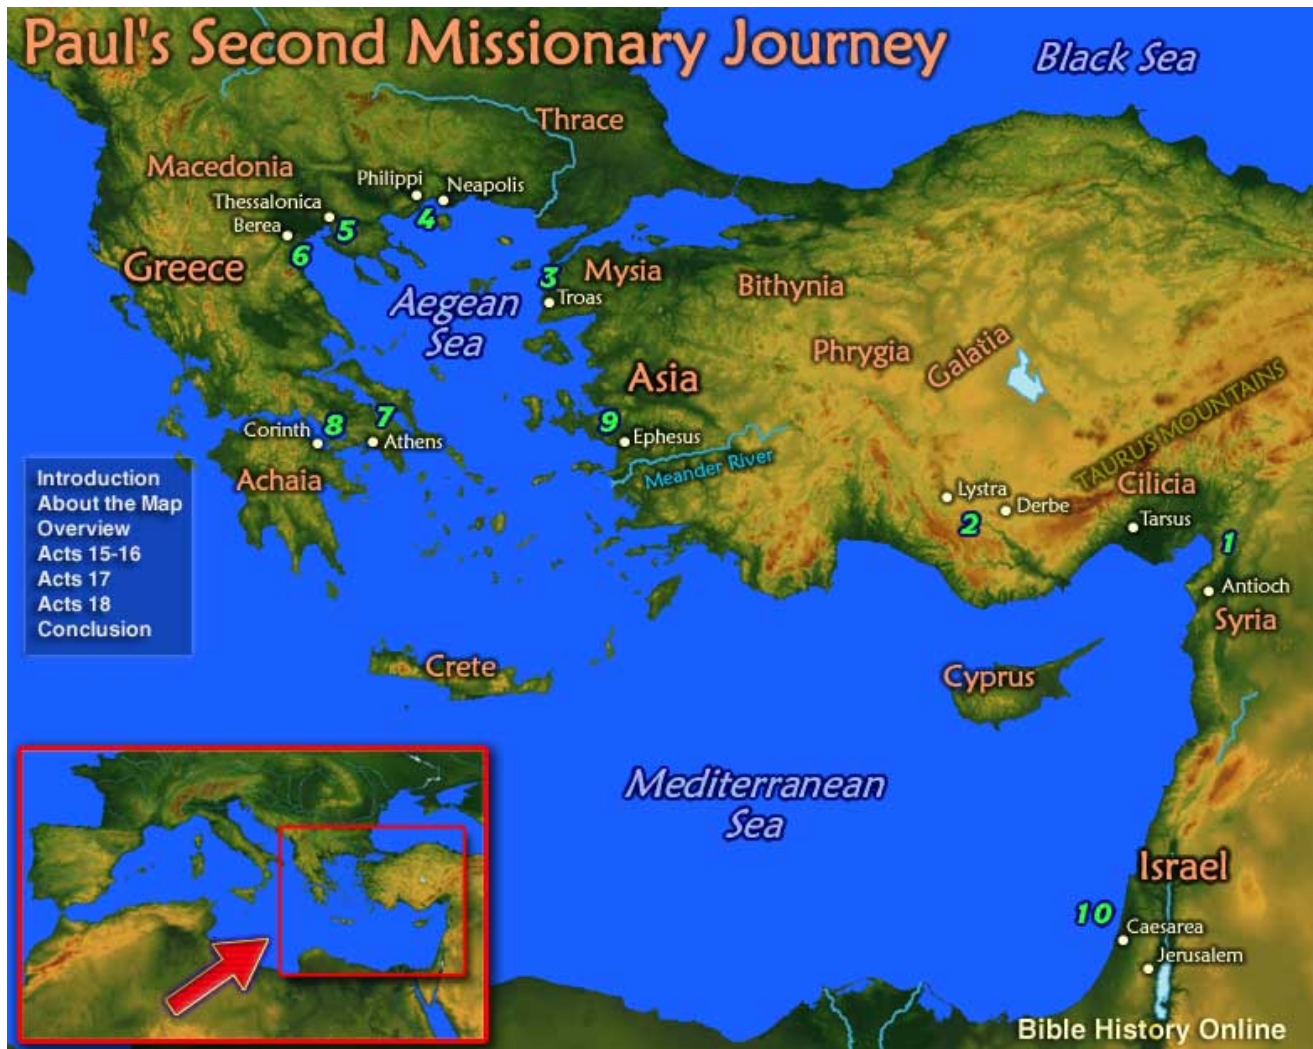 Paul's Second Missionary Journey
Black Sea
Thrace
Macedonia
Philippi
Neapolis
Thessalonica
Berea
4
5
6
Greece
3
Mysia
Troas
Bithynia
Aegean
Sea
Phrygia
Galatia
Asia
TAURUS MOUNTAINS
7
8
9
Corinth
Athens
Ephesus
Meander River
Achaia
Lystra
Derbe
2
Cilicia
Tarsus
1
Antioch
Syria
Introduction
About the Map
Overview
Acts 15-16
Acts 17
Acts 18
Conclusion
Crete
Cyprus
Mediterranean
Sea
Israel
10
Caesarea
Jerusalem
Bible History Online